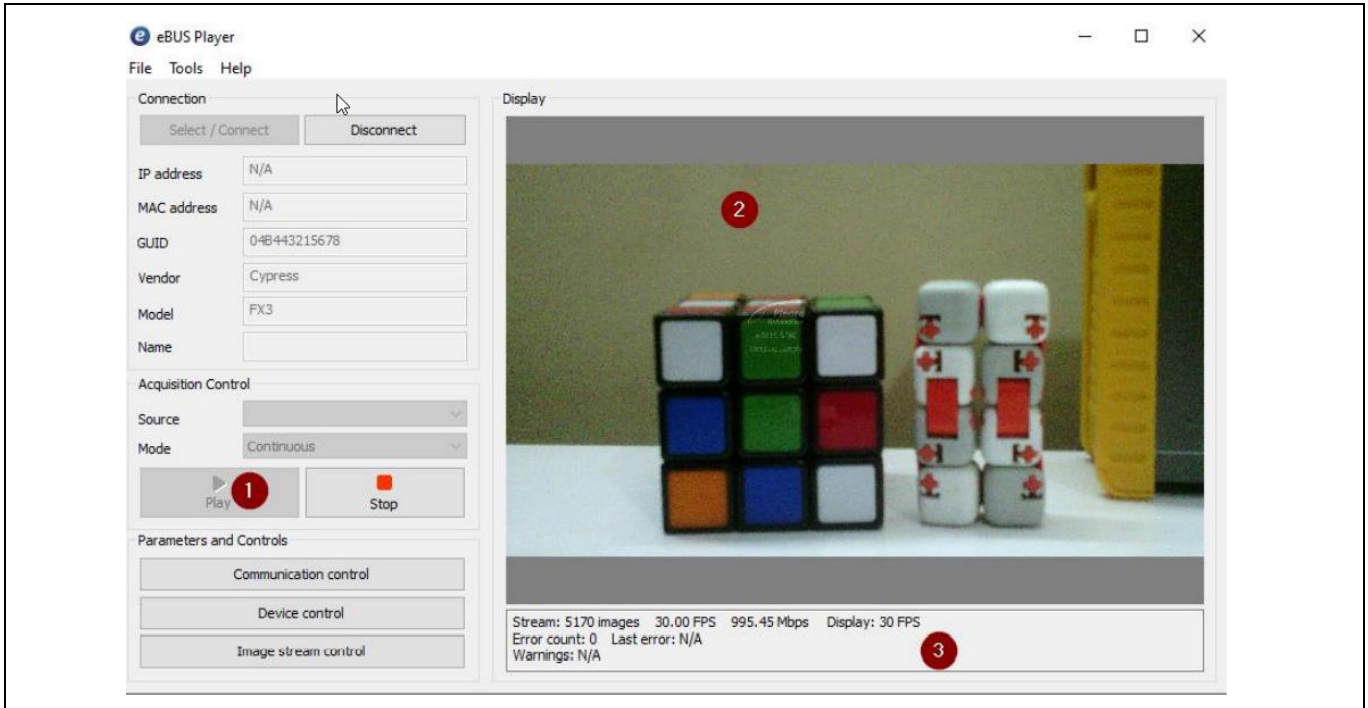 eBUS Player
File Tools Help
Connection
Select / Connect Disconnect
IP address N/A
MAC address N/A
GUID 04B443215678
Vendor Cypress
Model FX3
Name
Acquisition Control
Source
Mode Continuous
Play 1 Stop
Parameters and Controls
Communication control
Device control
Image stream control
Display
2
Stream: 5170 images 30.00 FPS 995.45 Mbps Display: 30 FPS
Error count: 0 Last error: N/A
Warnings: N/A
3